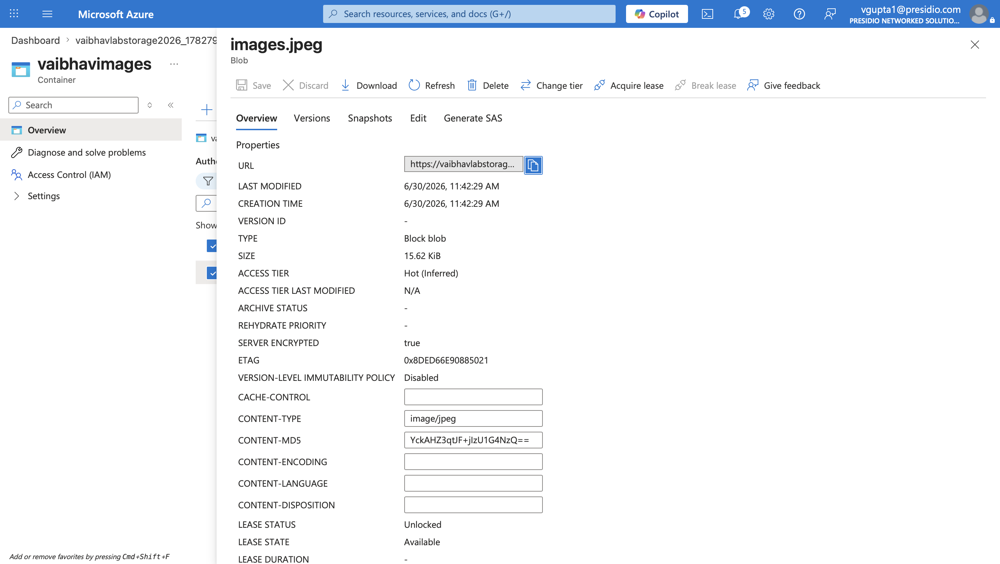 Microsoft Azure
Search resources, services, and docs (G+/)
Copilot
5
vgupta1@presidio.com
PRESIDIO NETWORKED SOLUTIO...
Dashboard > vaibhavlabstorage2026_178279
vaibhavimages
...
Container
Search
Overview
Diagnose and solve problems
Access Control (IAM)
Settings
Add or remove favorites by pressing Cmd+Shift+F
va
Auth
Show
images.jpeg
Blob
Save
Discard
Download
Refresh
Delete
Change tier
Acquire lease
Break lease
Give feedback
Overview
Versions
Snapshots
Edit
Generate SAS
Properties
URL https://vaibhavlabstorag...
LAST MODIFIED 6/30/2026, 11:42:29 AM
CREATION TIME 6/30/2026, 11:42:29 AM
VERSION ID -
TYPE Block blob
SIZE 15.62 KiB
ACCESS TIER Hot (Inferred)
ACCESS TIER LAST MODIFIED N/A
ARCHIVE STATUS -
REHYDRATE PRIORITY -
SERVER ENCRYPTED true
ETAG 0x8DED66E90885021
VERSION-LEVEL IMMUTABILITY POLICY Disabled
CACHE-CONTROL
CONTENT-TYPE image/jpeg
CONTENT-MD5 YckAHZ3qtJF+jIzU1G4NzQ==
CONTENT-ENCODING
CONTENT-LANGUAGE
CONTENT-DISPOSITION
LEASE STATUS Unlocked
LEASE STATE Available
LEASE DURATION -